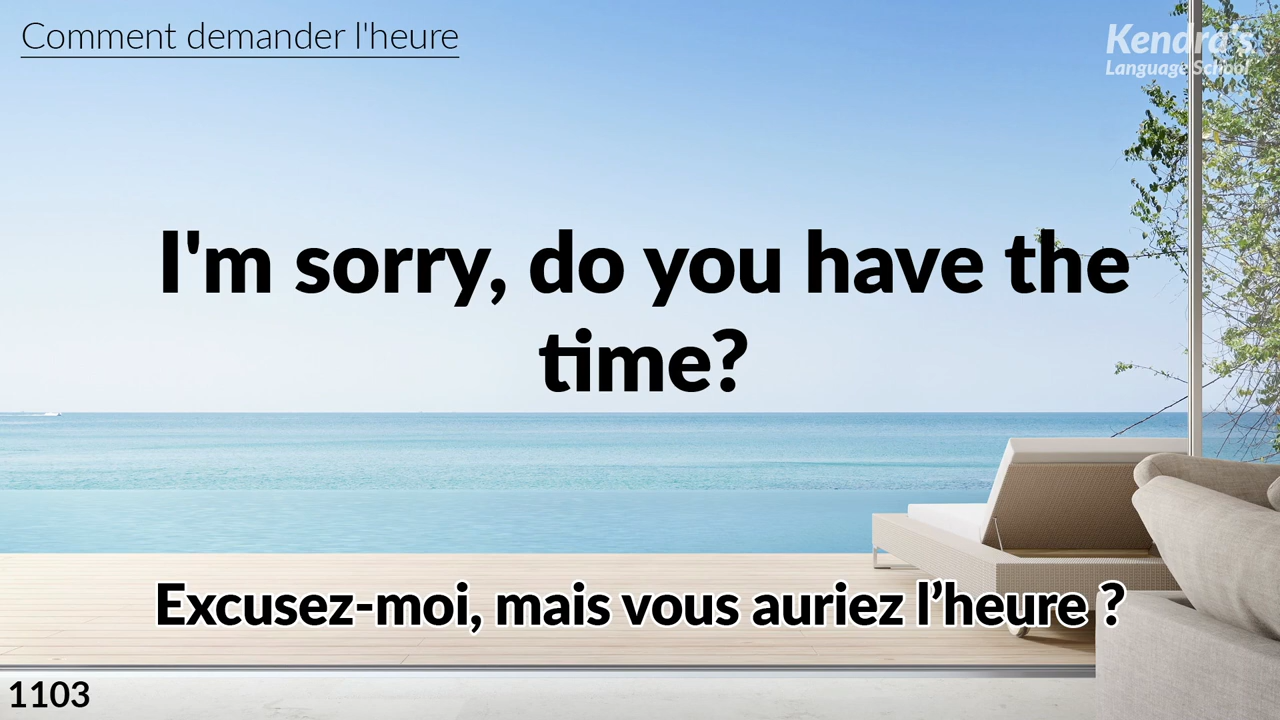 Comment demander l'heure
Kendra's
Language School
I'm sorry, do you have the
time?
Excusez-moi, mais vous auriez l’heure ?
1103